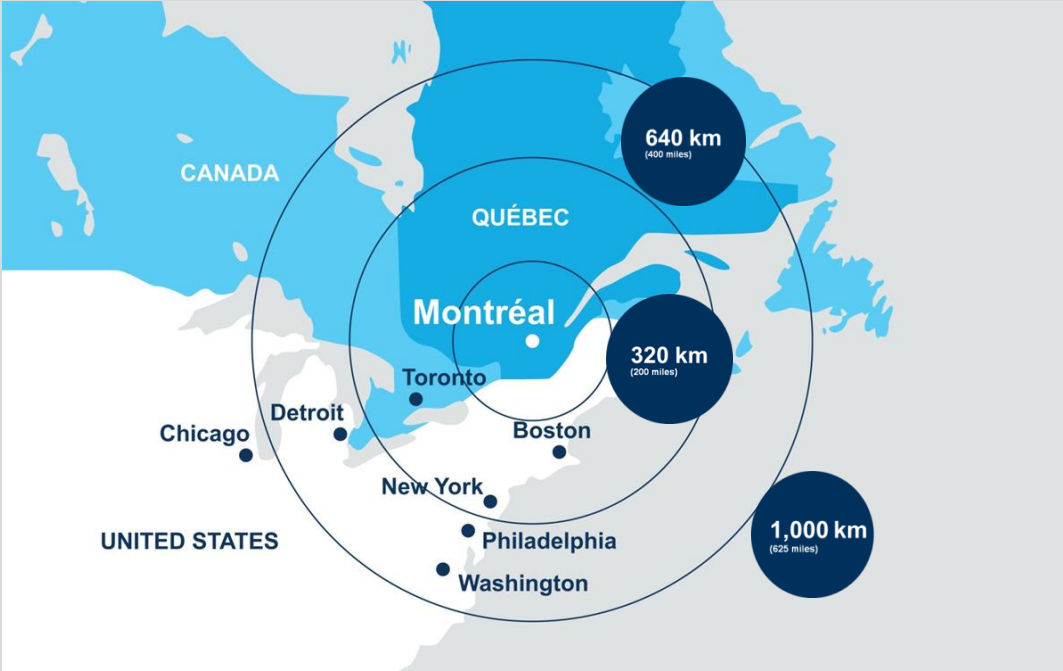 640 km
(400 miles)
CANADA
QUÉBEC
Montréal
320 km
(200 miles)
Toronto
Detroit
Chicago
Boston
New York
1,000 km
(625 miles)
UNITED STATES
Philadelphia
Washington